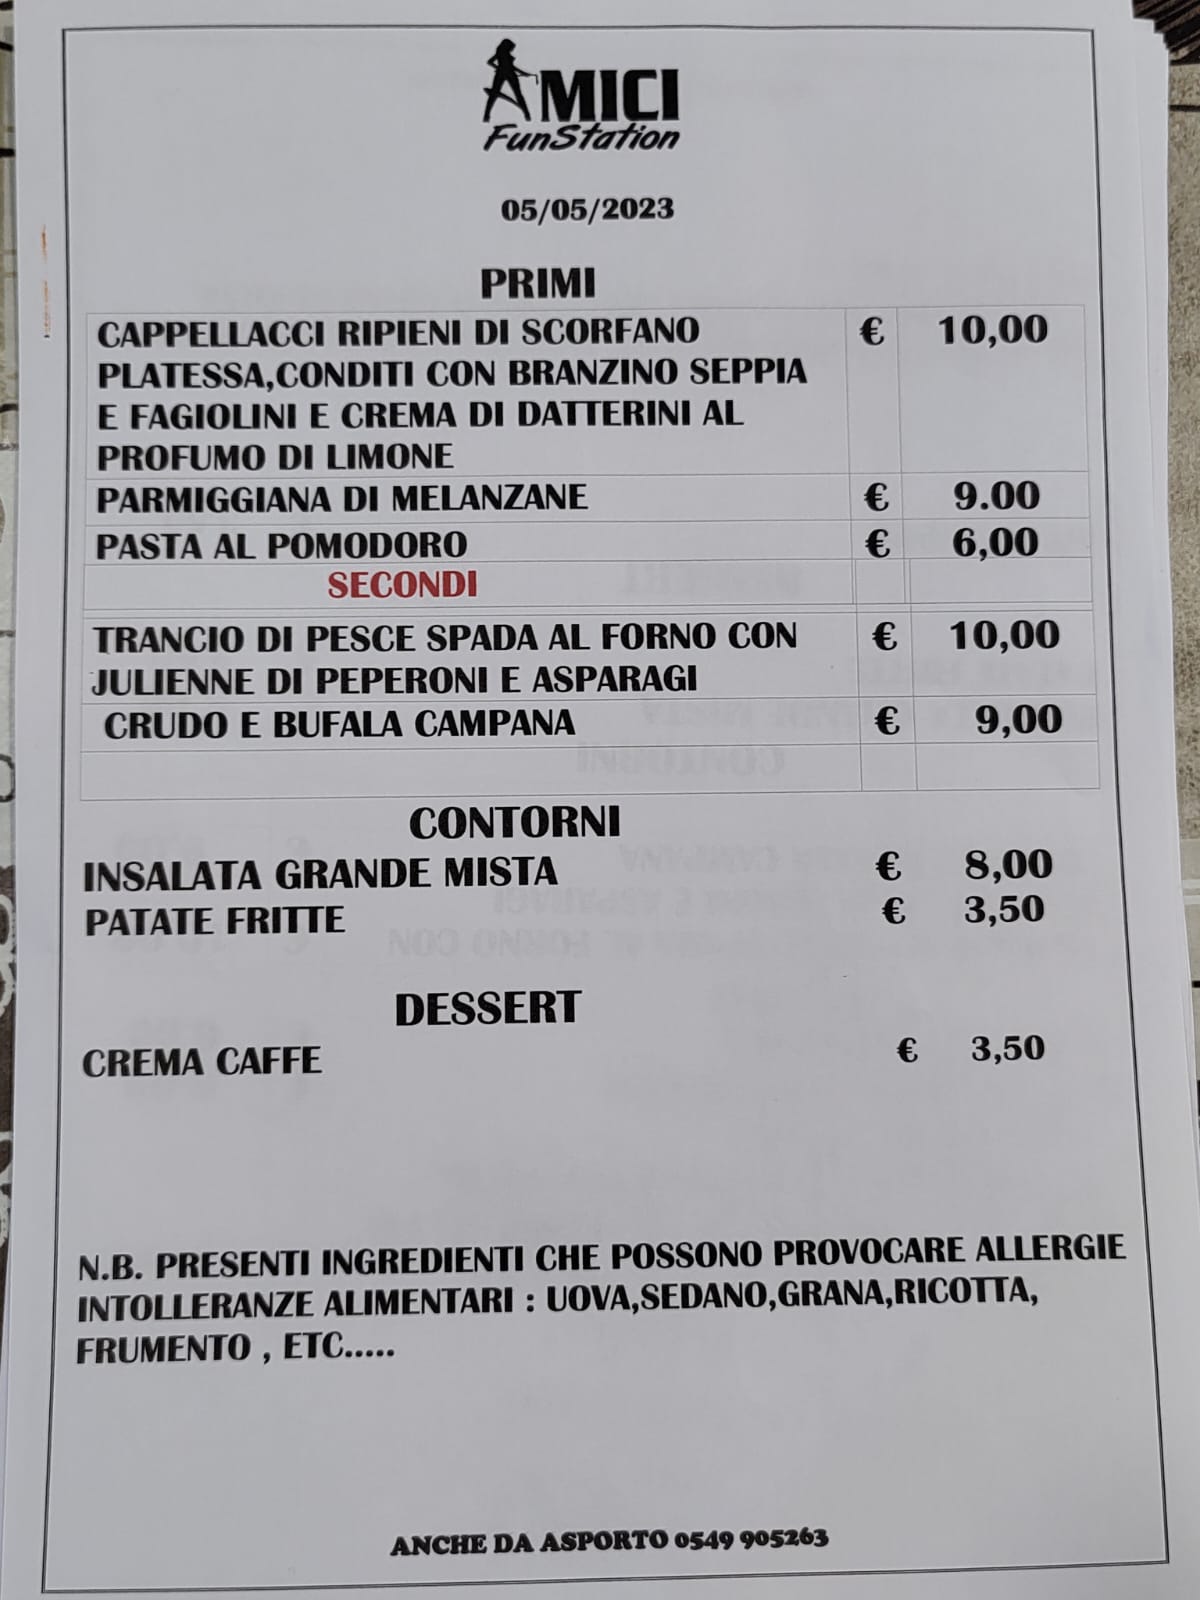 AMICI
FunStation
05/05/2023
PRIMI
CAPPELLACCI RIPIENI DI SCORFANO € 10,00
PLATESSA,CONDITI CON BRANZINO SEPPIA
E FAGIOLINI E CREMA DI DATTERINI AL
PROFUMO DI LIMONE
PARMIGGIANA DI MELANZANE € 9.00
PASTA AL POMODORO € 6,00
SECONDI
TRANCIO DI PESCE SPADA AL FORNO CON € 10,00
JULIENNE DI PEPERONI E ASPARAGI
CRUDO E BUFALA CAMPANA € 9,00
CONTORNI
INSALATA GRANDE MISTA € 8,00
PATATE FRITTE € 3,50
DESSERT
CREMA CAFFE € 3,50
N.B. PRESENTI INGREDIENTI CHE POSSONO PROVOCARE ALLERGIE
INTOLLERANZE ALIMENTARI : UOVA,SEDANO,GRANA,RICOTTA,
FRUMENTO , ETC.....
ANCHE DA ASPORTO 0549 905263